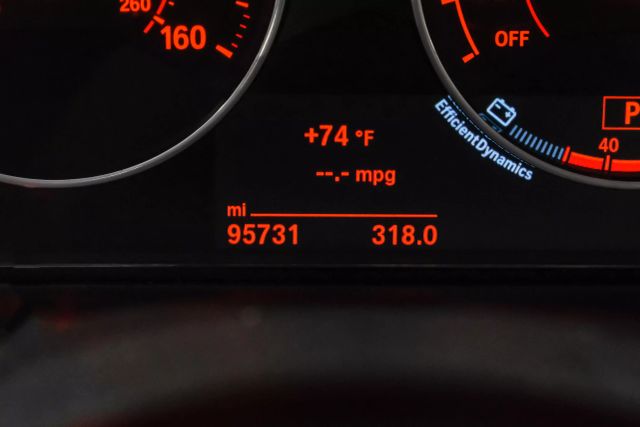 260
160
OFF
P
EfficientDynamics
40
+74 °F
--.- mpg
mi
95731 318.0